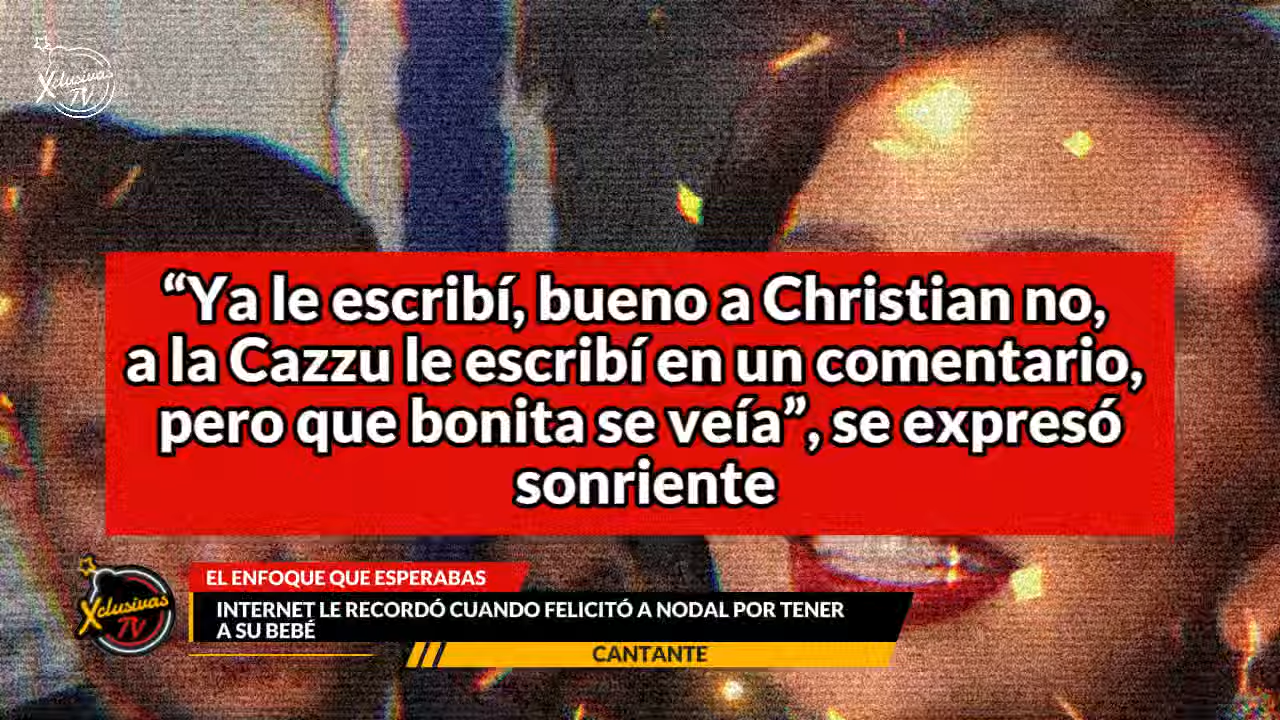 Xclusivas
TV
“Ya le escribí, bueno a Christian no,
a la Cazzu le escribí en un comentario,
pero que bonita se veía”, se expresó
sonriente
EL ENFOQUE QUE ESPERABAS
Xclusivas
TV
INTERNET LE RECORDÓ CUANDO FELICITÓ A NODAL POR TENER
A SU BEBÉ
CANTANTE